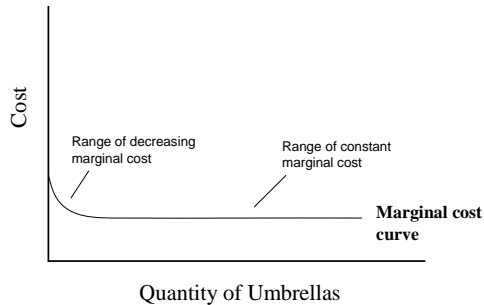 Cost
Range of decreasing
marginal cost
Range of constant
marginal cost
Marginal cost
curve
Quantity of Umbrellas